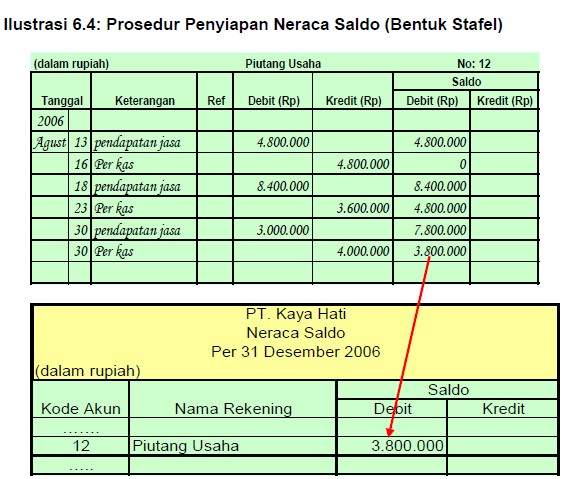 Ilustrasi 6.4: Prosedur Penyiapan Neraca Saldo (Bentuk Stafel)
(dalam rupiah) Piutang Usaha No: 12
Saldo
Tanggal Keterangan Ref Debit (Rp) Kredit (Rp) Debit (Rp) Kredit (Rp)
2006
Agust 13 pendapatan jasa 4.800.000 4.800.000
16 Per kas 4.800.000 0
18 pendapatan jasa 8.400.000 8.400.000
23 Per kas 3.600.000 4.800.000
30 pendapatan jasa 3.000.000 7.800.000
30 Per kas 4.000.000 3.800.000
PT. Kaya Hati
Neraca Saldo
Per 31 Desember 2006
(dalam rupiah)
Saldo
Kode Akun Nama Rekening Debit Kredit
.......
12 Piutang Usaha 3.800.000
.....